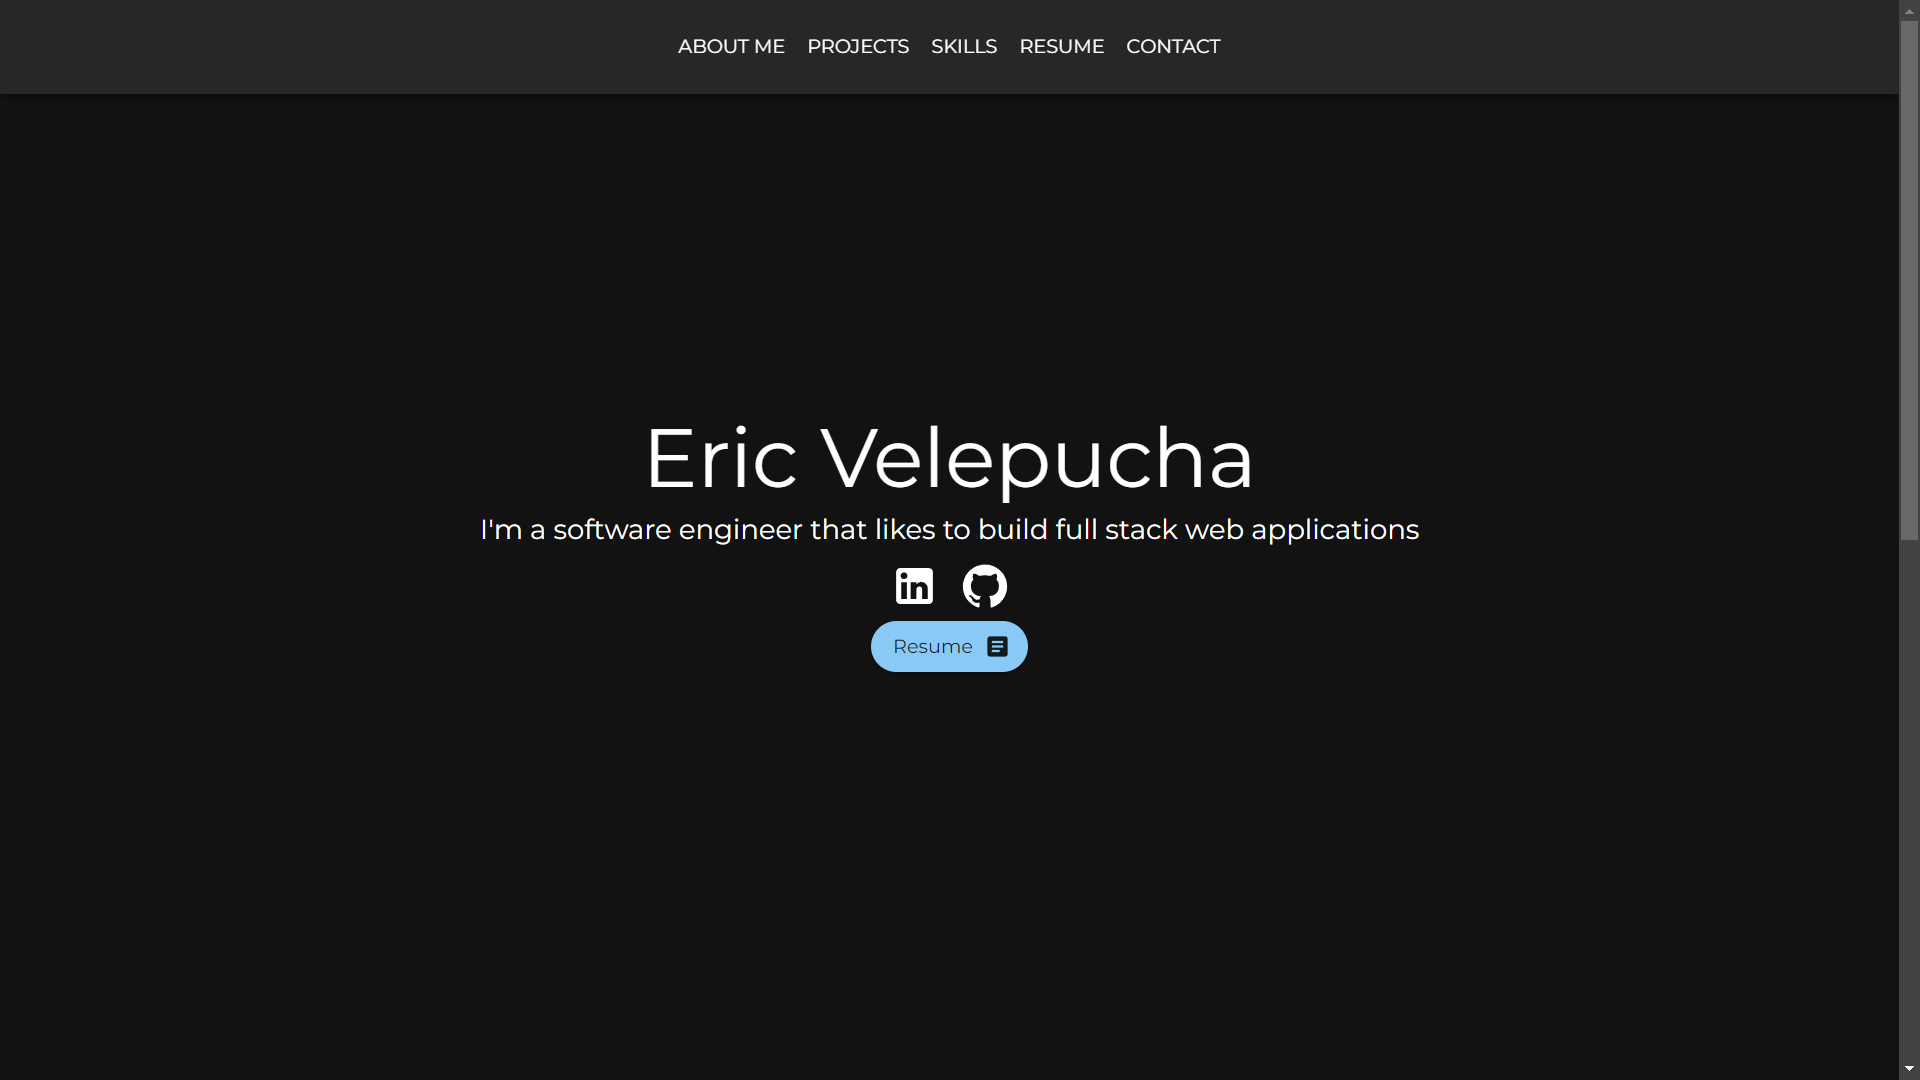 ABOUT ME PROJECTS SKILLS RESUME CONTACT
Eric Velepucha
I'm a software engineer that likes to build full stack web applications
in
Resume